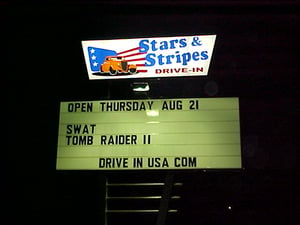 Stars &
Stripes
DRIVE-IN
OPEN THURSDAY AUG 21
SWAT
TOMB RAIDER II
DRIVE IN USA COM